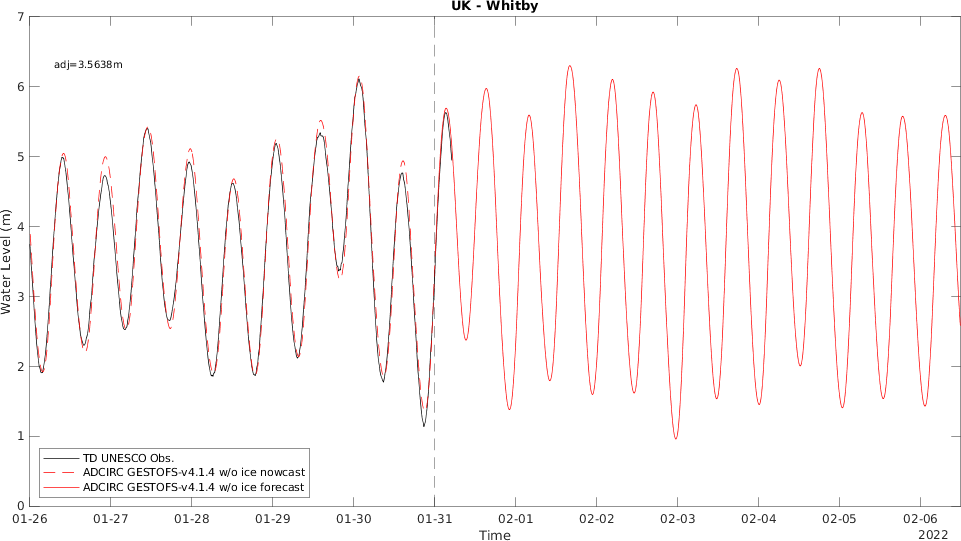 UK - Whitby
7
adj=3.5638m
6
5
4
3
2
1
0
Water Level (m)
TD UNESCO Obs.
ADCIRC GESTOFS-v4.1.4 w/o ice nowcast
ADCIRC GESTOFS-v4.1.4 w/o ice forecast
01-26 01-27 01-28 01-29 01-30 01-31 02-01 02-02 02-03 02-04 02-05 02-06
Time
2022